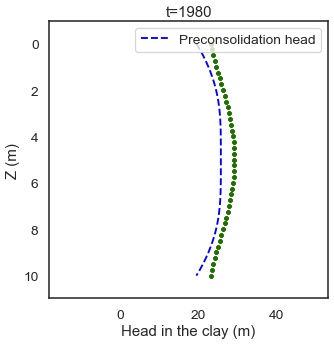 t=1980
Preconsolidation head
0
2
4
6
8
10
Z (m)
0
20
40
Head in the clay (m)